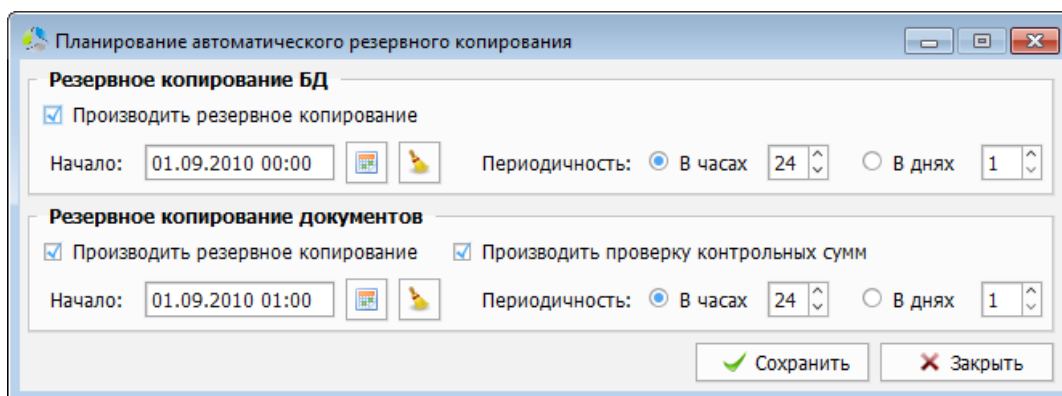 Планирование автоматического резервного копирования
Резервное копирование БД
Производить резервное копирование
Начало: 01.09.2010 00:00 Периодичность: В часах 24 В днях 1
Резервное копирование документов
Производить резервное копирование Производить проверку контрольных сумм
Начало: 01.09.2010 01:00 Периодичность: В часах 24 В днях 1
Сохранить Закрыть